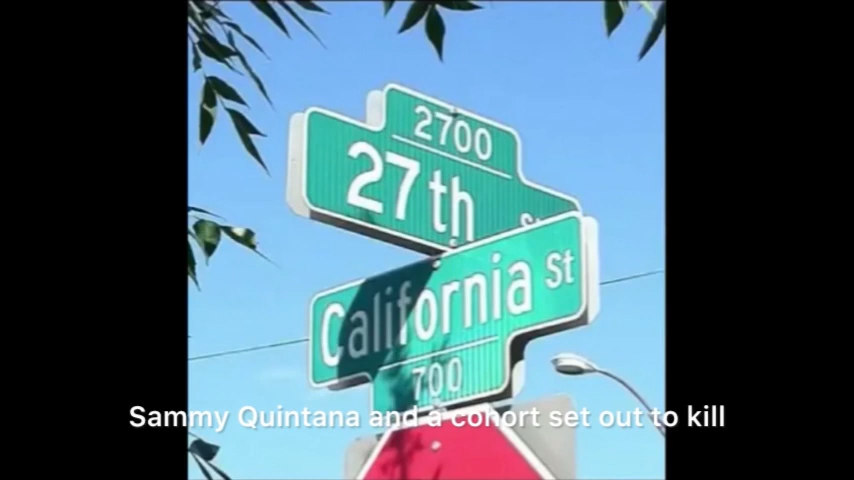 2700
27th St
California St
700
Sammy Quintana and a cohort set out to kill